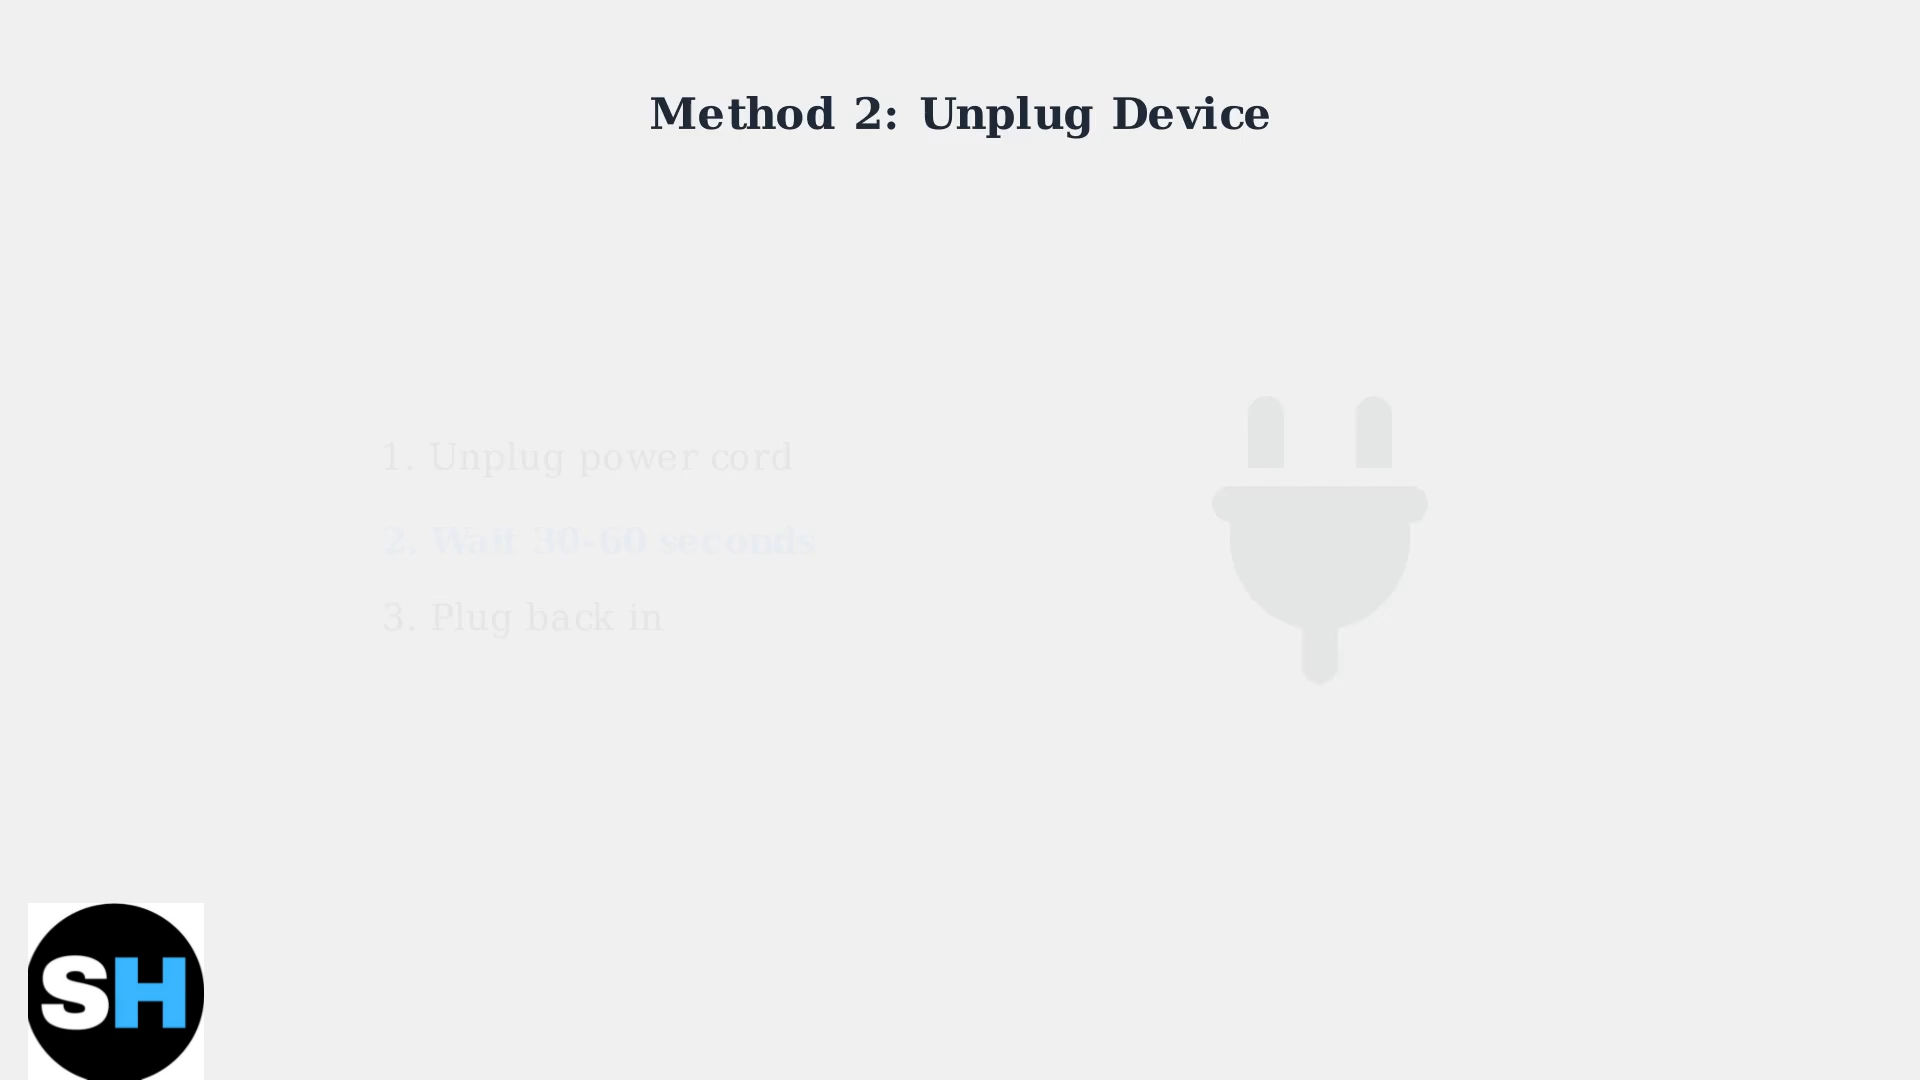 Method 2: Unplug Device
1. Unplug power cord
2. Wait 30-60 seconds
3. Plug back in
SH